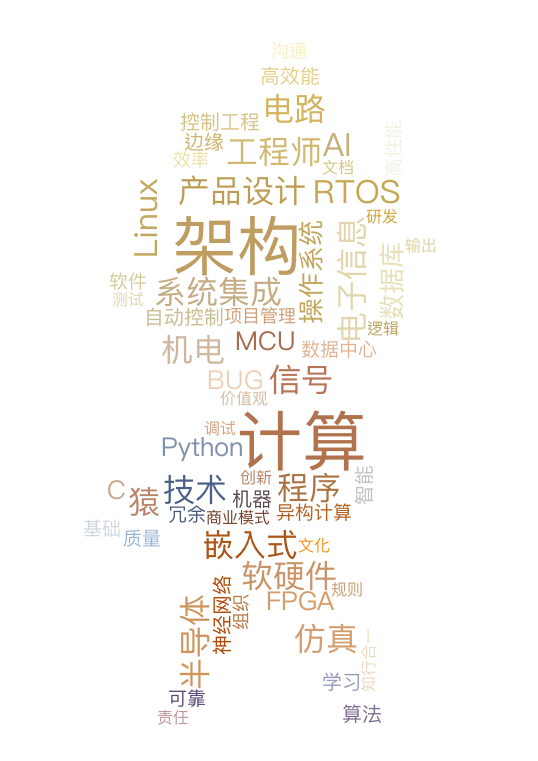 沟通
高效能
电路
控制工程
高性能
边缘
工程师
AI
效率
文档
产品设计
RTOS
Linux
研发
架构
操作系统
电子信息
数据库
输出
软件
系统集成
测试
自动控制
项目管理
逻辑
机电
MCU
数据中心
BUG
信号
价值观
计算
调试
Python
创新
智能
C
猿
技术
机器
程序
冗余
商业模式
异构计算
基础
质量
嵌入式
文化
软硬件
规则
FPGA
神经网络
组织
半导体
仿真
知行合一
学习
可靠
责任
算法